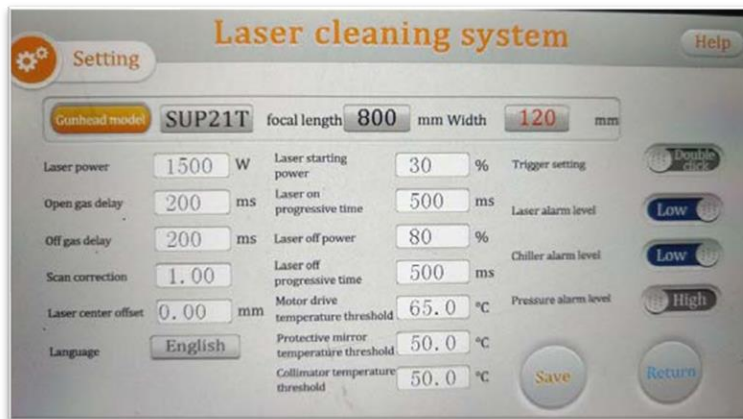 Laser cleaning system
Setting
Help
Gunhead model SUP21T focal length 800 mm Width 120 mm
Laser power 1500 W
Open gas delay 200 ms
Off gas delay 200 ms
Scan correction 1.00
Laser center offset 0.00 mm
Language English
Laser starting
power 30 %
Laser on
progressive time 500 ms
Laser off power 80 %
Laser off
progressive time 500 ms
Motor drive
temperature threshold 65.0 °C
Protective mirror
temperature threshold 50.0 °C
Collimator temperature
threshold 50.0 °C
Trigger setting Double
click
Laser alarm level Low
Chiller alarm level Low
Pressure alarm level High
Save
Return